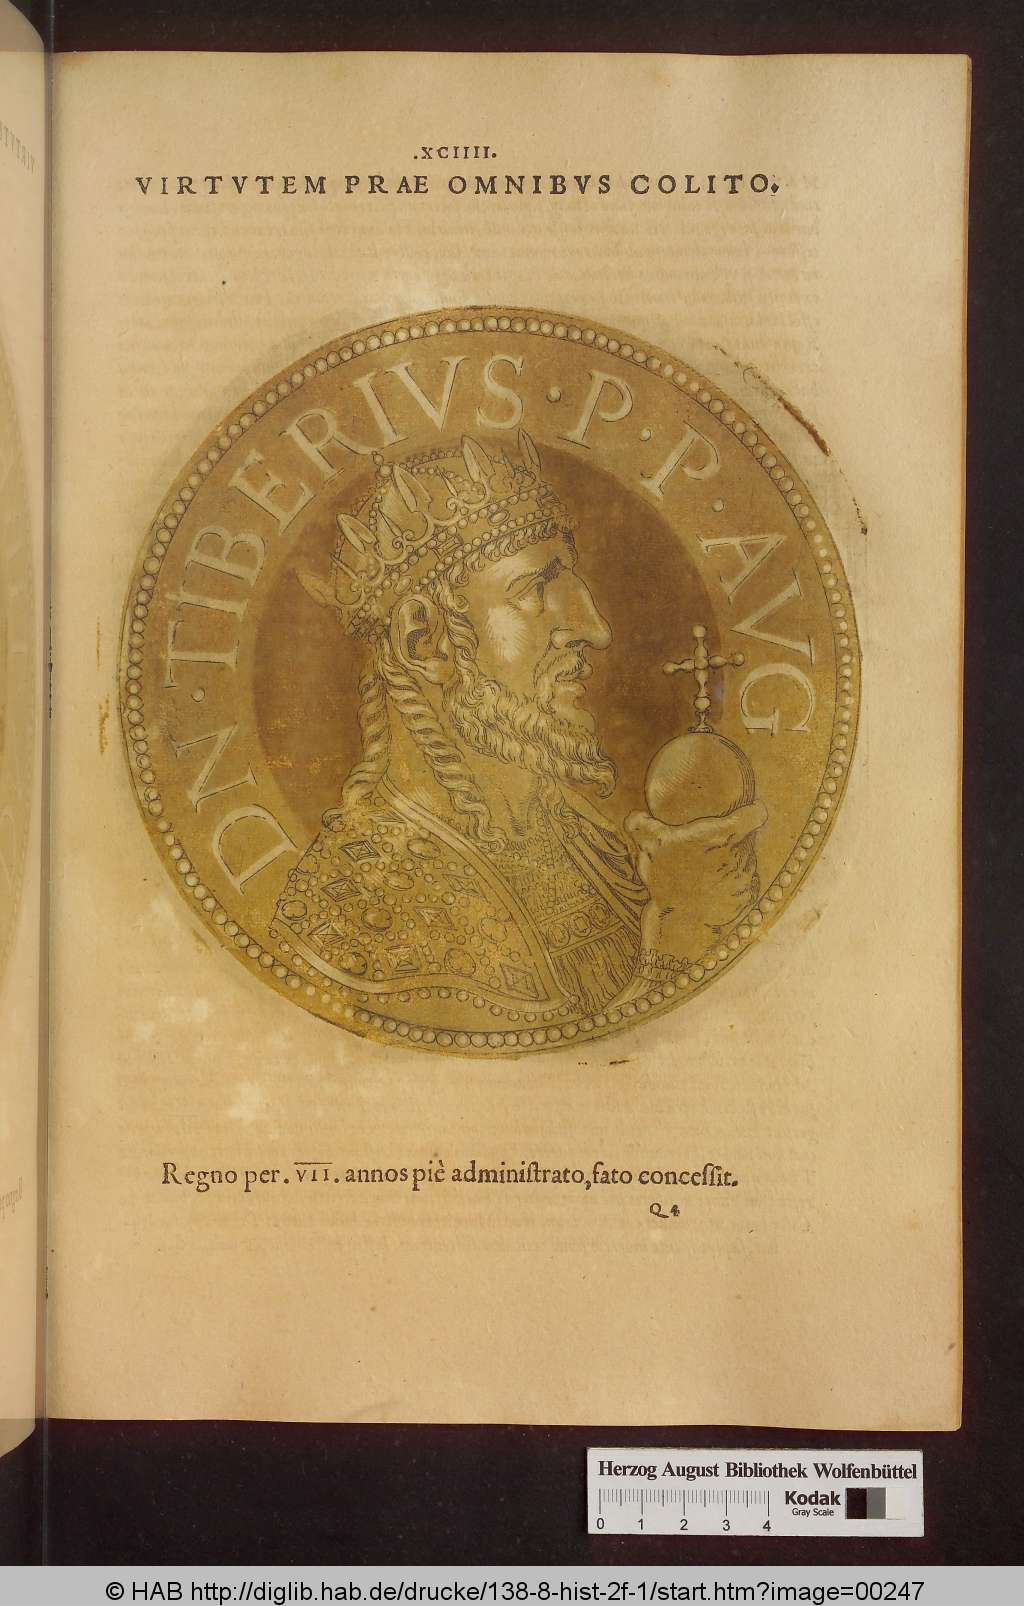 .XCIIII.
VIRTVTEM PRAE OMNIBVS COLITO.
DN · TIBERIVS · P · P · AVG
Regno per . VII . annos piè adminiſtrato, fato conceſſit.
Q 4
Herzog August Bibliothek Wolfenbüttel
0 1 2 3 4
Kodak
Gray Scale
© HAB http://diglib.hab.de/drucke/138-8-hist-2f-1/start.htm?image=00247